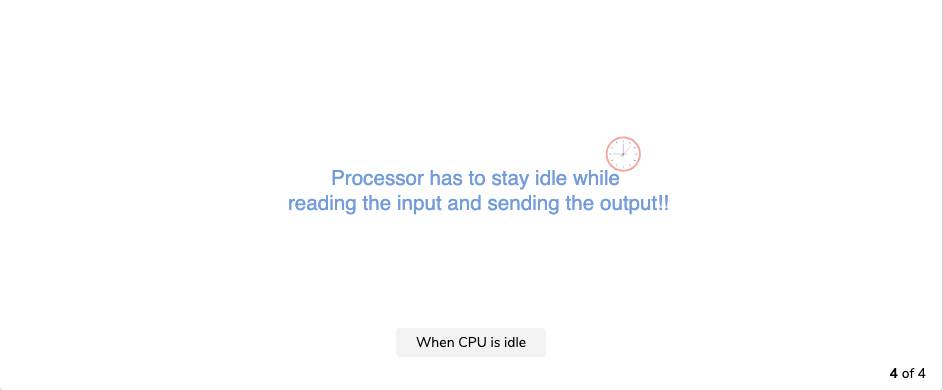 Processor has to stay idle while
reading the input and sending the output!!
When CPU is idle
4 of 4